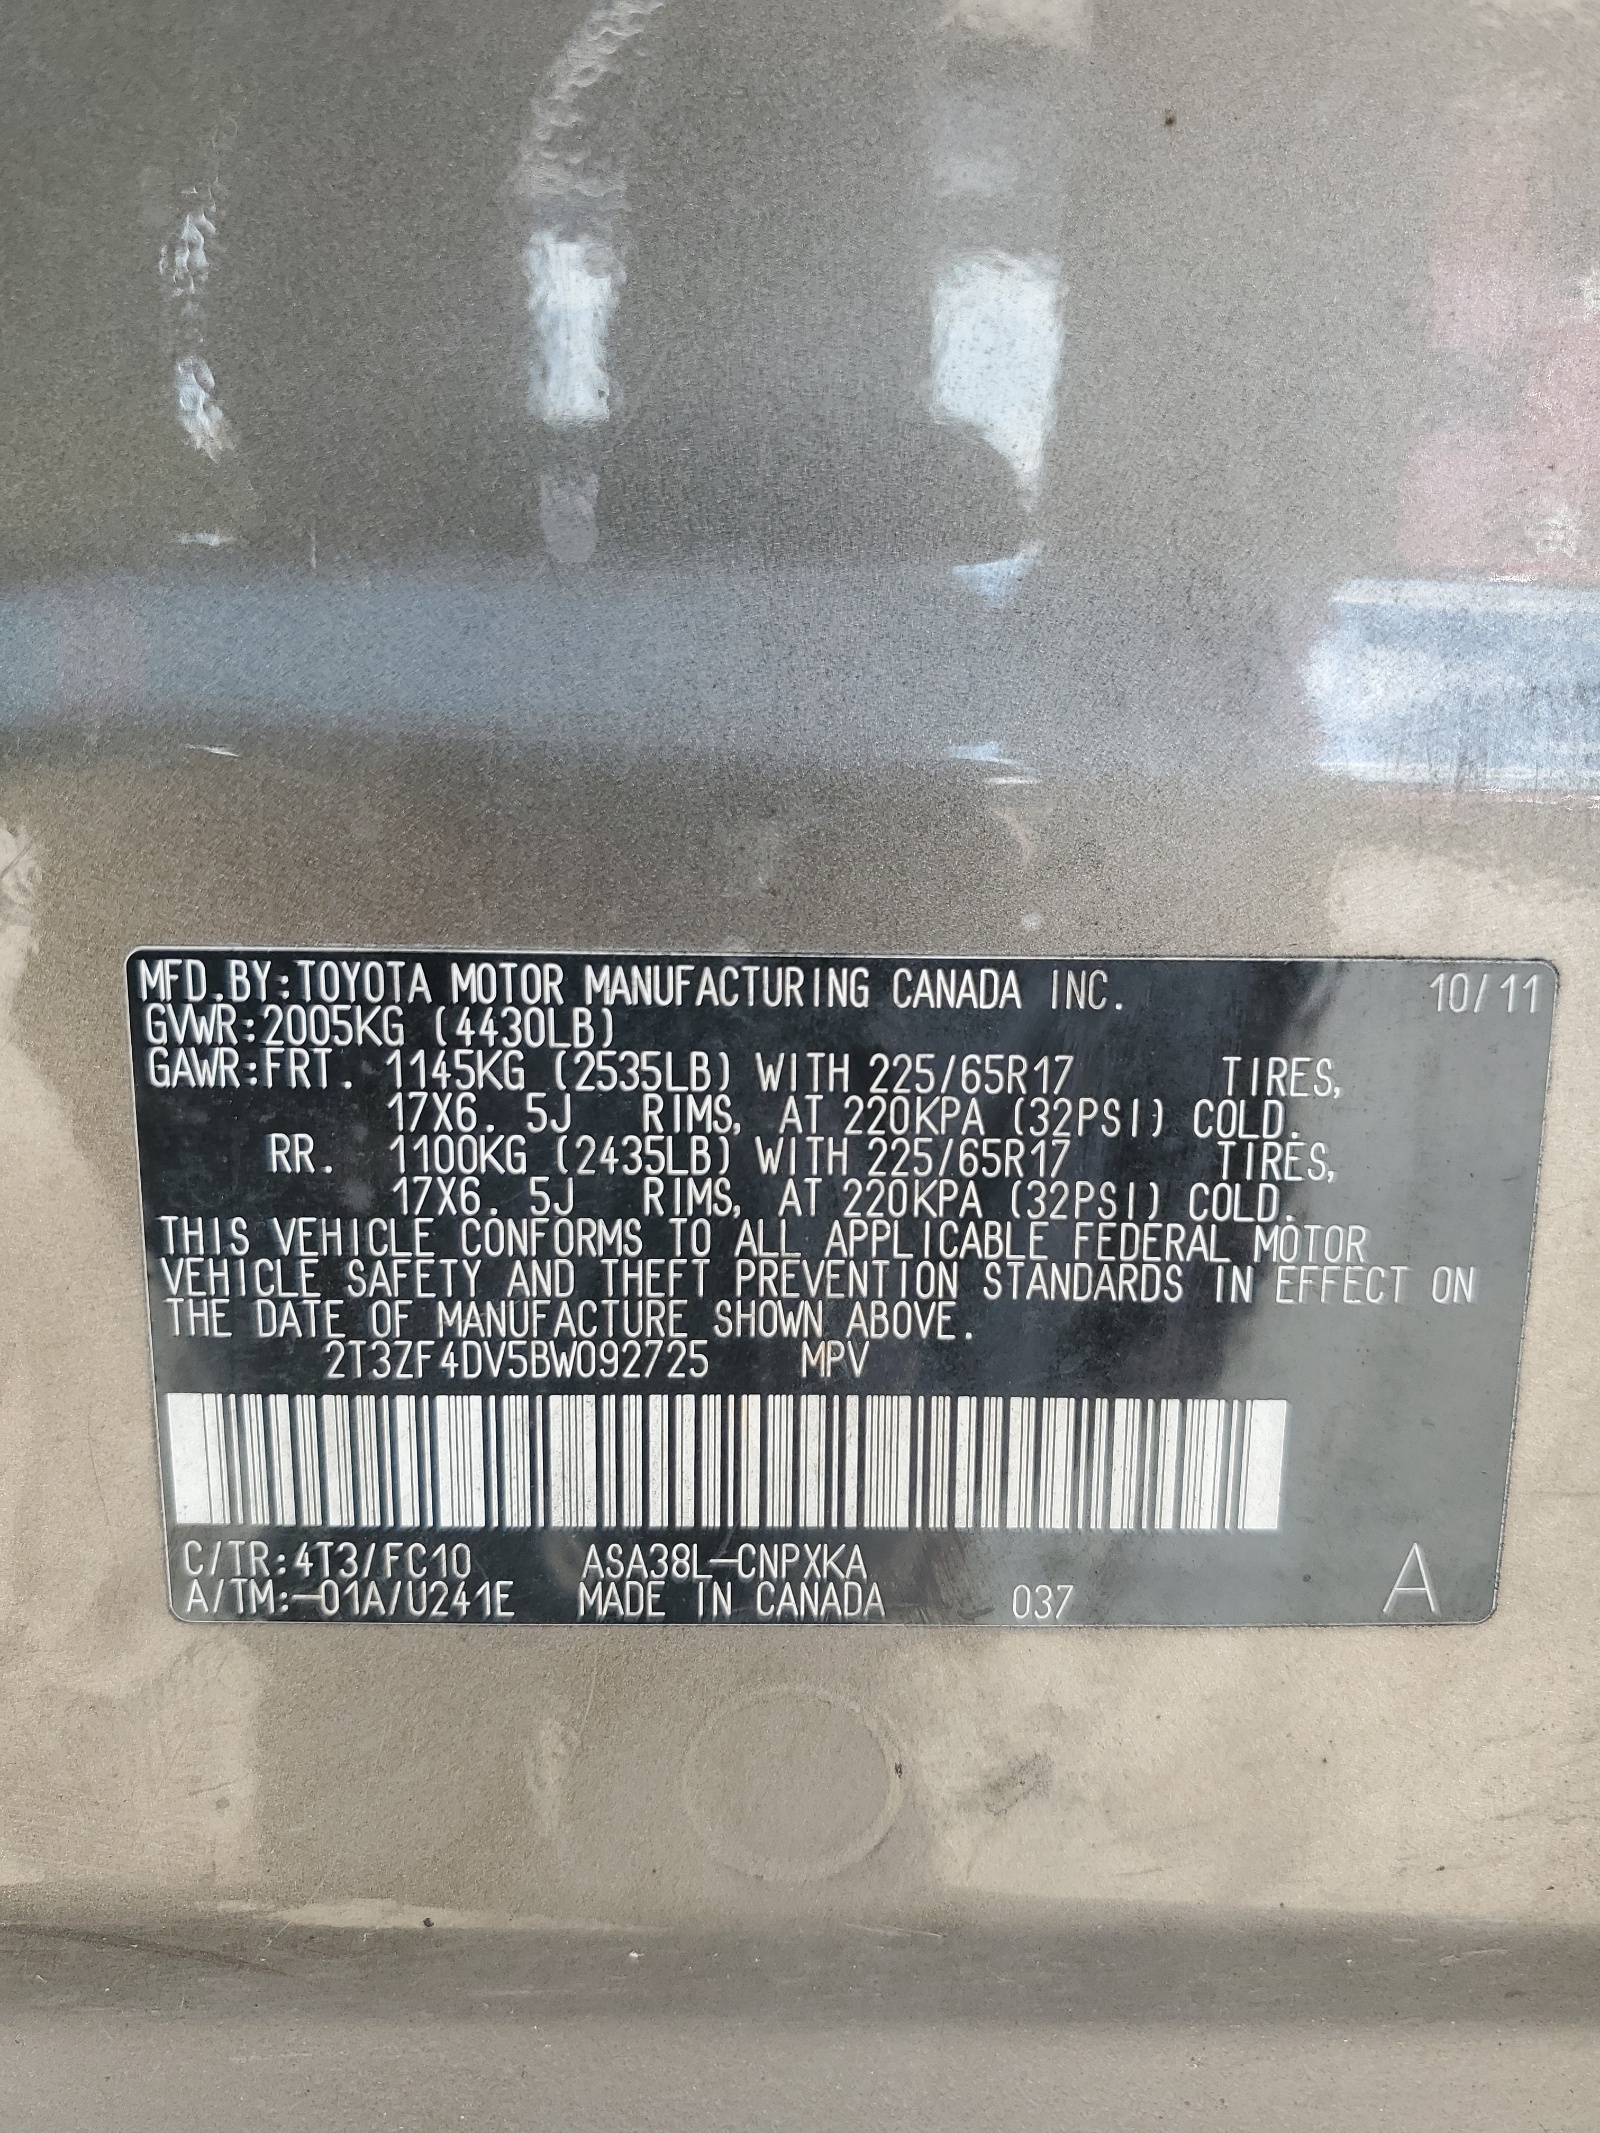 MFD.BY:TOYOTA MOTOR MANUFACTURING CANADA INC. 10/11
GVWR:2005KG (4430LB)
GAWR:FRT. 1145KG (2535LB) WITH 225/65R17 TIRES,
17X6.5J RIMS, AT 220KPA (32PSI) COLD.
RR. 1100KG (2435LB) WITH 225/65R17 TIRES,
17X6.5J RIMS, AT 220KPA (32PSI) COLD.
THIS VEHICLE CONFORMS TO ALL APPLICABLE FEDERAL MOTOR
VEHICLE SAFETY AND THEFT PREVENTION STANDARDS IN EFFECT ON
THE DATE OF MANUFACTURE SHOWN ABOVE.
2T3ZF4DV5BW092725 MPV
C/TR:4T3/FC10 ASA38L-CNPXKA
A/TM:-01A/U241E MADE IN CANADA 037 A